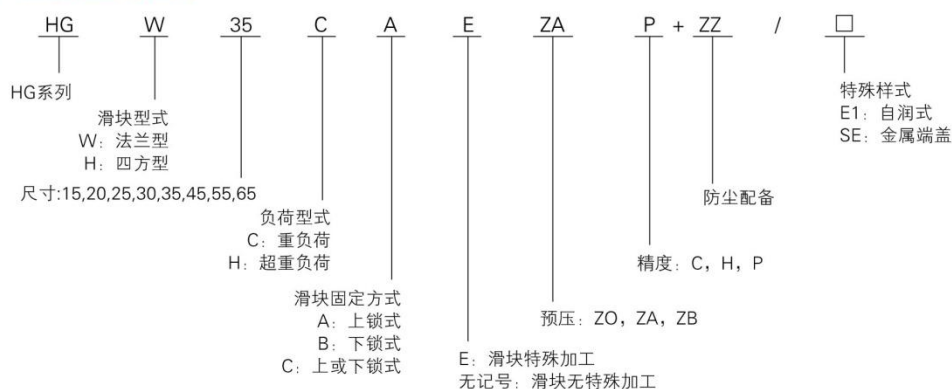 HG W 35 C A E ZA P + ZZ / □
HG系列
滑块型式
W：法兰型
H：四方型
尺寸:15,20,25,30,35,45,55,65
负荷型式
C：重负荷
H：超重负荷
滑块固定方式
A：上锁式
B：下锁式
C：上或下锁式
E：滑块特殊加工
无记号：滑块无特殊加工
预压：ZO，ZA，ZB
精度：C，H，P
防尘配备
特殊样式
E1：自润式
SE：金属端盖